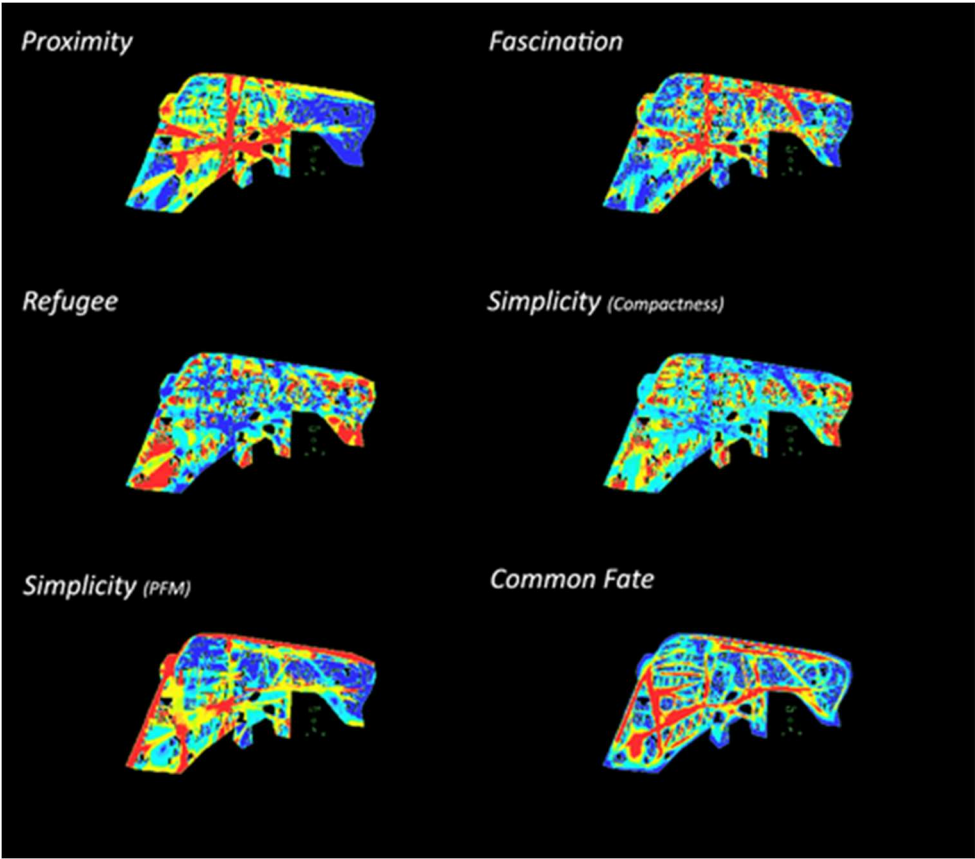 Proximity
Fascination
Refugee
Simplicity (Compactness)
Simplicity (PFM)
Common Fate